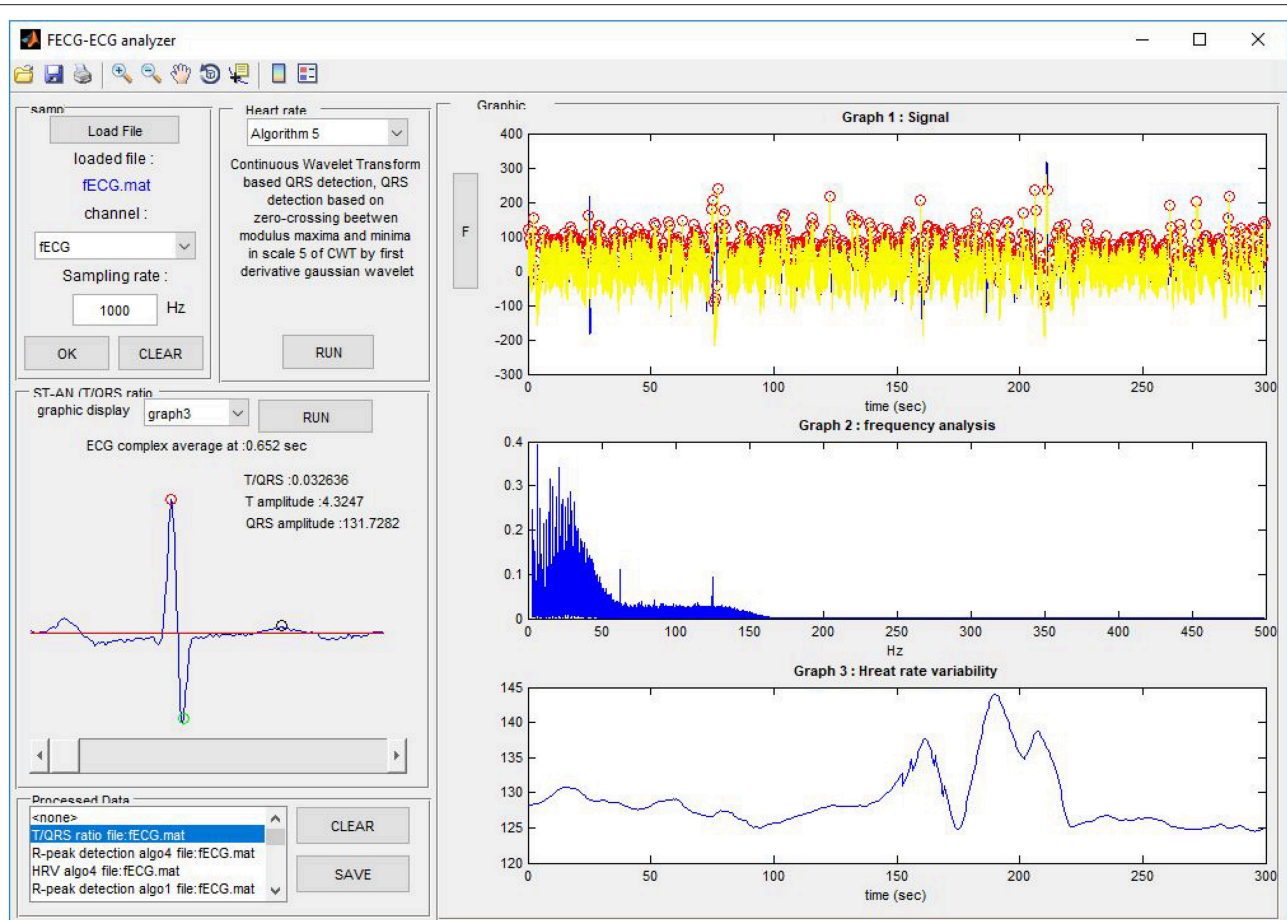 FECG-ECG analyzer
samp
Load File
loaded file :
fECG.mat
channel :
fECG
Sampling rate :
1000 Hz
OK CLEAR
Heart rate
Algorithm 5
Continuous Wavelet Transform
based QRS detection, QRS
detection based on
zero-crossing beetwen
modulus maxima and minima
in scale 5 of CWT by first
derivative gaussian wavelet
RUN
ST-AN (T/QRS ratio
graphic display graph3 RUN
ECG complex average at :0.652 sec
T/QRS :0.032636
T amplitude :4.3247
QRS amplitude :131.7282
Processed Data
<none>
T/QRS ratio file:fECG.mat
R-peak detection algo4 file:fECG.mat
HRV algo4 file:fECG.mat
R-peak detection algo1 file:fECG.mat
CLEAR
SAVE
Graphic
F
Graph 1 : Signal
400
300
200
100
0
-100
-200
-300
0 50 100 150 200 250 300
time (sec)
Graph 2 : frequency analysis
0.4
0.3
0.2
0.1
0
0 50 100 150 200 250 300 350 400 450 500
Hz
Graph 3 : Hreat rate variability
145
140
135
130
125
120
0 50 100 150 200 250 300
time (sec)